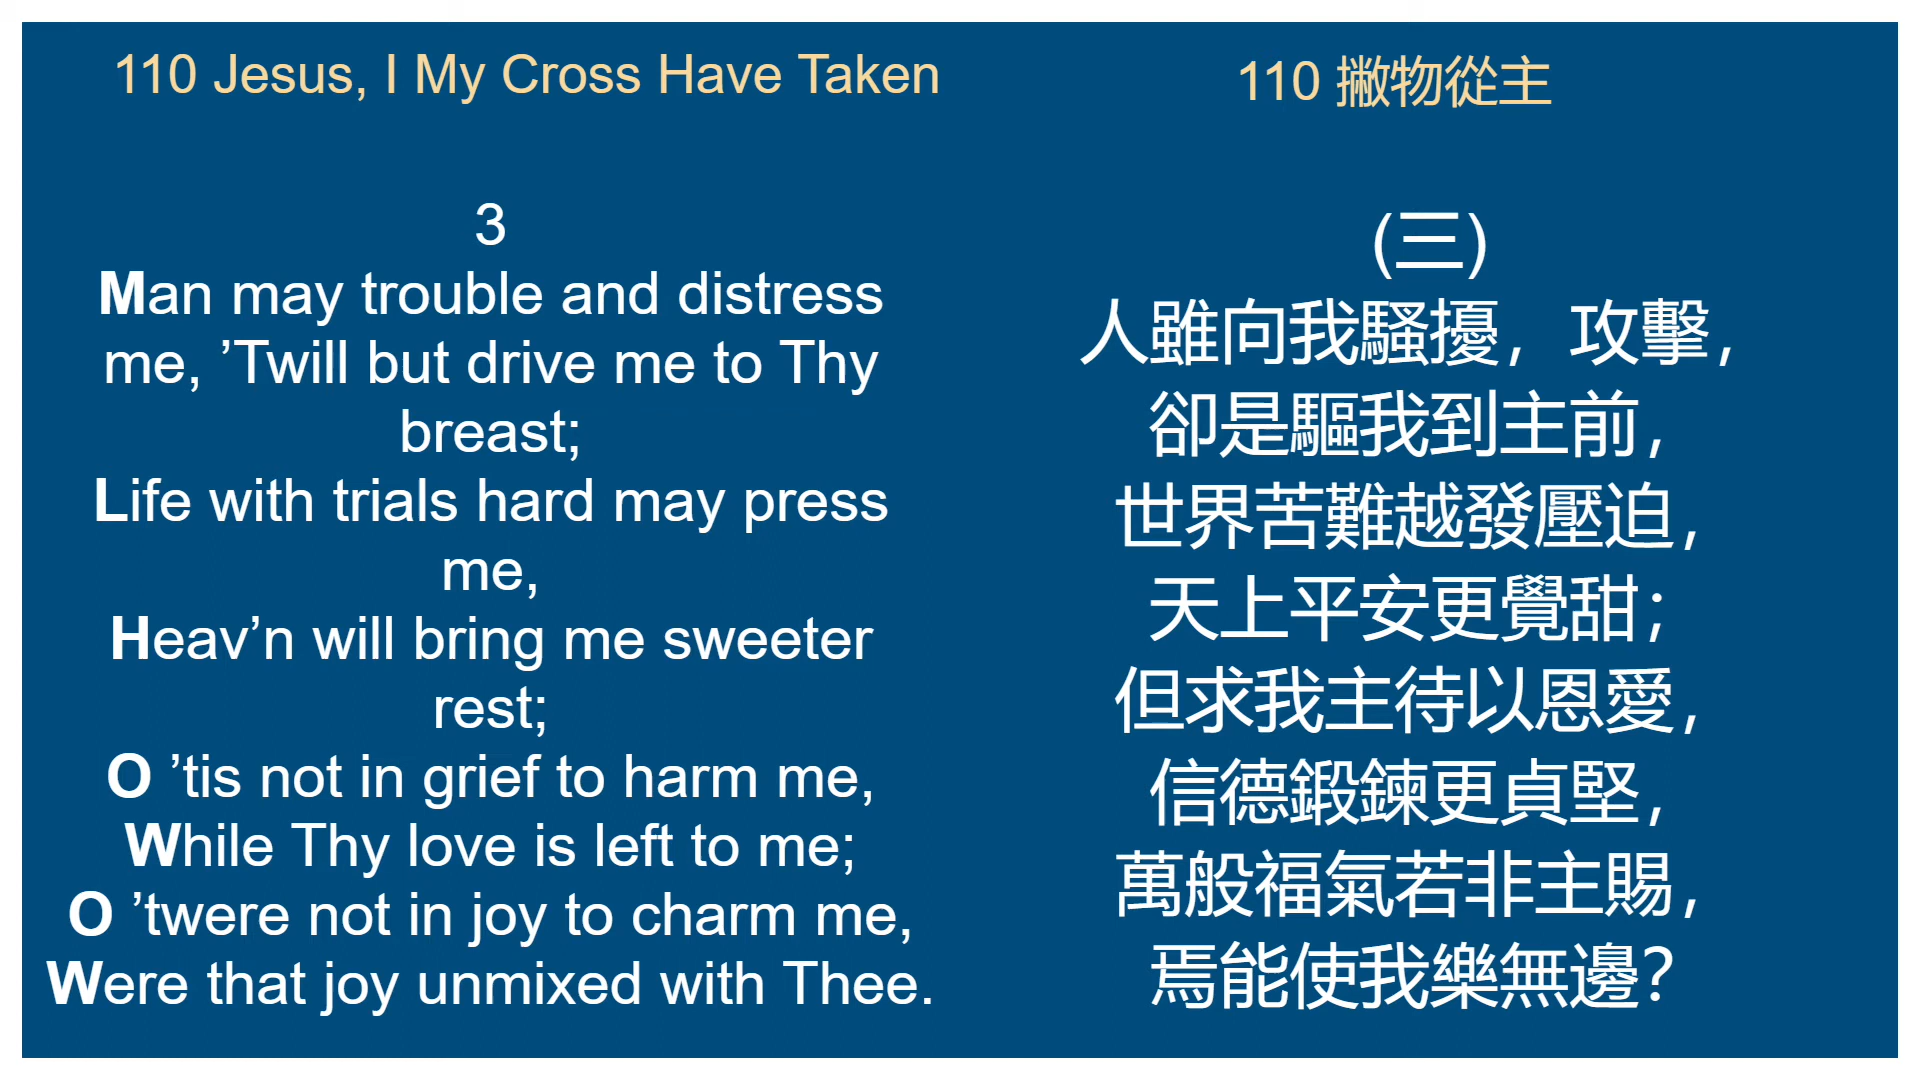 110 Jesus, I My Cross Have Taken
3
Man may trouble and distress
me, ’Twill but drive me to Thy
breast;
Life with trials hard may press
me,
Heav’n will bring me sweeter
rest;
O ’tis not in grief to harm me,
While Thy love is left to me;
O ’twere not in joy to charm me,
Were that joy unmixed with Thee.
110 撇物從主
(三)
人雖向我騷擾，攻擊，
卻是驅我到主前，
世界苦難越發壓迫，
天上平安更覺甜；
但求我主待以恩愛，
信德鍛鍊更貞堅，
萬般福氣若非主賜，
焉能使我樂無邊？